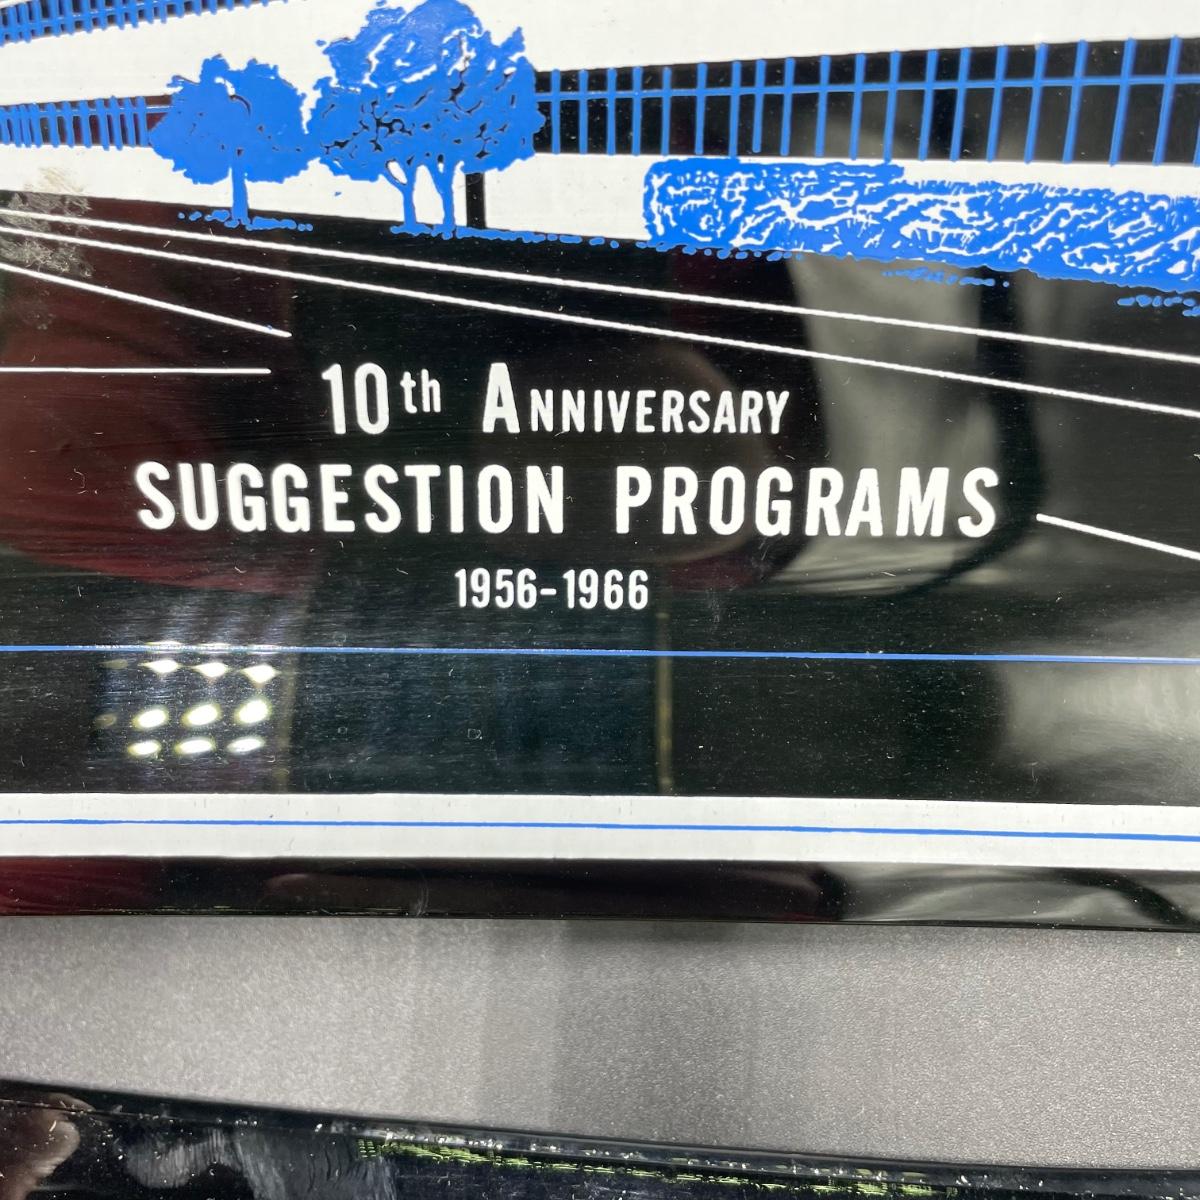 10th ANNIVERSARY
SUGGESTION PROGRAMS
1956-1966